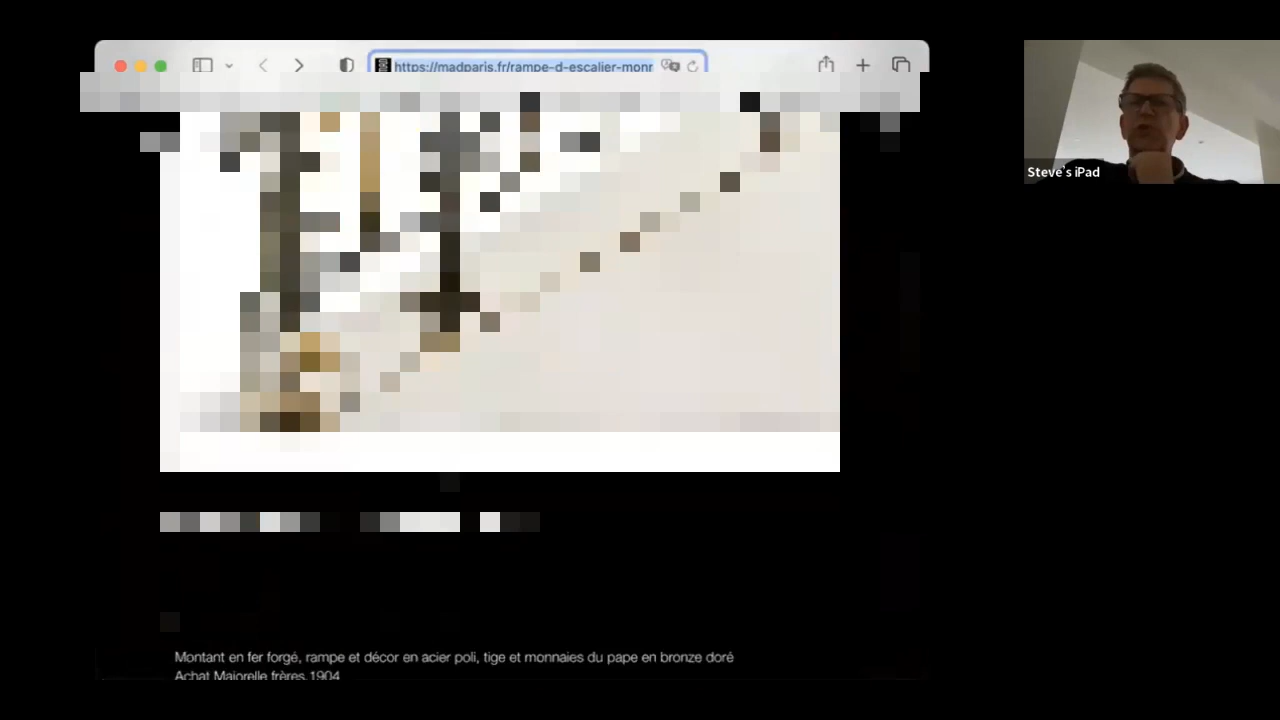 https://madparis.fr/rampe-d-escalier-monr
Steve's iPad
Montant en fer forgé, rampe et décor en acier poli, tige et monnaies du pape en bronze doré
Achat Majorelle frères, 1904